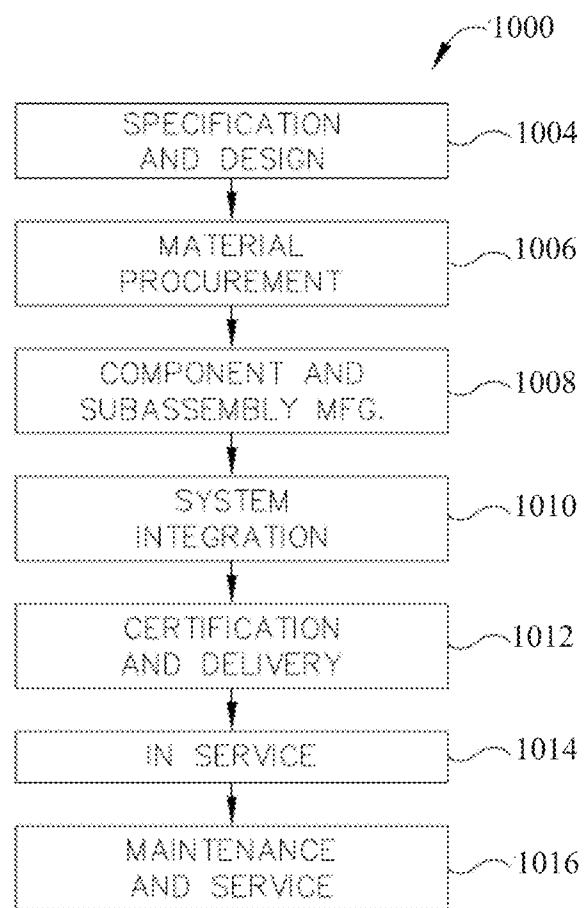 1000
SPECIFICATION
AND DESIGN
1004
MATERIAL
PROCUREMENT
1006
COMPONENT AND
SUBASSEMBLY MFG.
1008
SYSTEM
INTEGRATION
1010
CERTIFICATION
AND DELIVERY
1012
IN SERVICE
1014
MAINTENANCE
AND SERVICE
1016